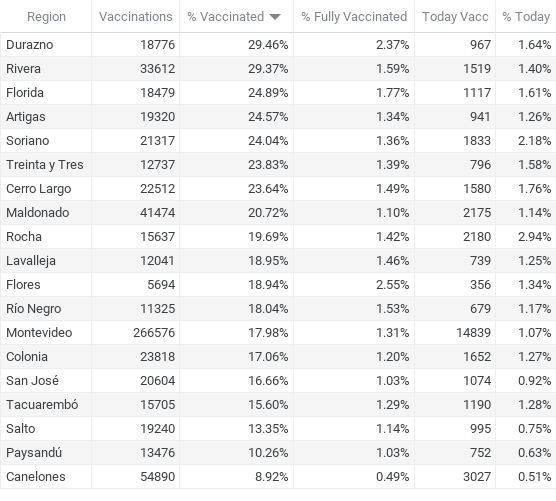 Region Vaccinations % Vaccinated % Fully Vaccinated Today Vacc % Today
Durazno 18776 29.46% 2.37% 967 1.64%
Rivera 33612 29.37% 1.59% 1519 1.40%
Florida 18479 24.89% 1.77% 1117 1.61%
Artigas 19320 24.57% 1.34% 941 1.26%
Soriano 21317 24.04% 1.36% 1833 2.18%
Treinta y Tres 12737 23.83% 1.39% 796 1.58%
Cerro Largo 22512 23.64% 1.49% 1580 1.76%
Maldonado 41474 20.72% 1.10% 2175 1.14%
Rocha 15637 19.69% 1.42% 2180 2.94%
Lavalleja 12041 18.95% 1.46% 739 1.25%
Flores 5694 18.94% 2.55% 356 1.34%
Río Negro 11325 18.04% 1.53% 679 1.17%
Montevideo 266576 17.98% 1.31% 14839 1.07%
Colonia 23818 17.06% 1.20% 1652 1.27%
San José 20604 16.66% 1.03% 1074 0.92%
Tacuarembó 15705 15.60% 1.29% 1190 1.28%
Salto 19240 13.35% 1.14% 995 0.75%
Paysandú 13476 10.26% 1.03% 752 0.63%
Canelones 54890 8.92% 0.49% 3027 0.51%